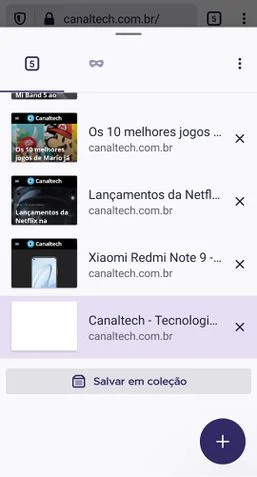 canaltech.com.br/
5
5
Mi Band 5 ao
Canaltech
Os 10 melhores
jogos de Mario já
Os 10 melhores jogos ...
canaltech.com.br
Canaltech
Lançamentos da
Netflix na
Lançamentos da Netfl...
canaltech.com.br
Canaltech
Xiaomi Redmi Note 9 -...
canaltech.com.br
Canaltech - Tecnologi...
canaltech.com.br
Salvar em coleção